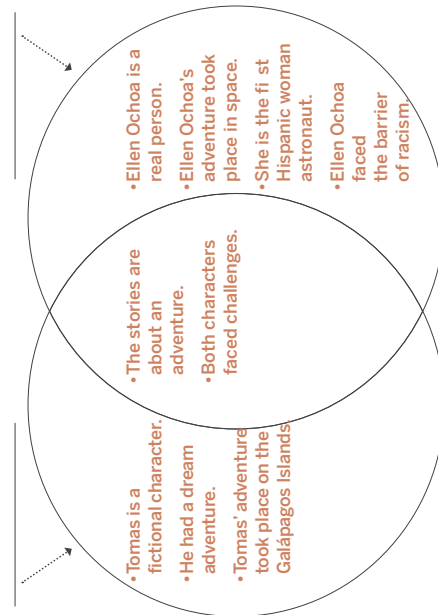 • Tomas is a
fictional character.
• He had a dream
adventure.
• Tomas’ adventure
took place on the
Galápagos Islands.
• The stories are
about an
adventure.
• Both characters
faced challenges.
• Ellen Ochoa is a
real person.
• Ellen Ochoa’s
adventure took
place in space.
• She is the fi st
Hispanic woman
astronaut.
• Ellen Ochoa
faced
the barrier
of racism.